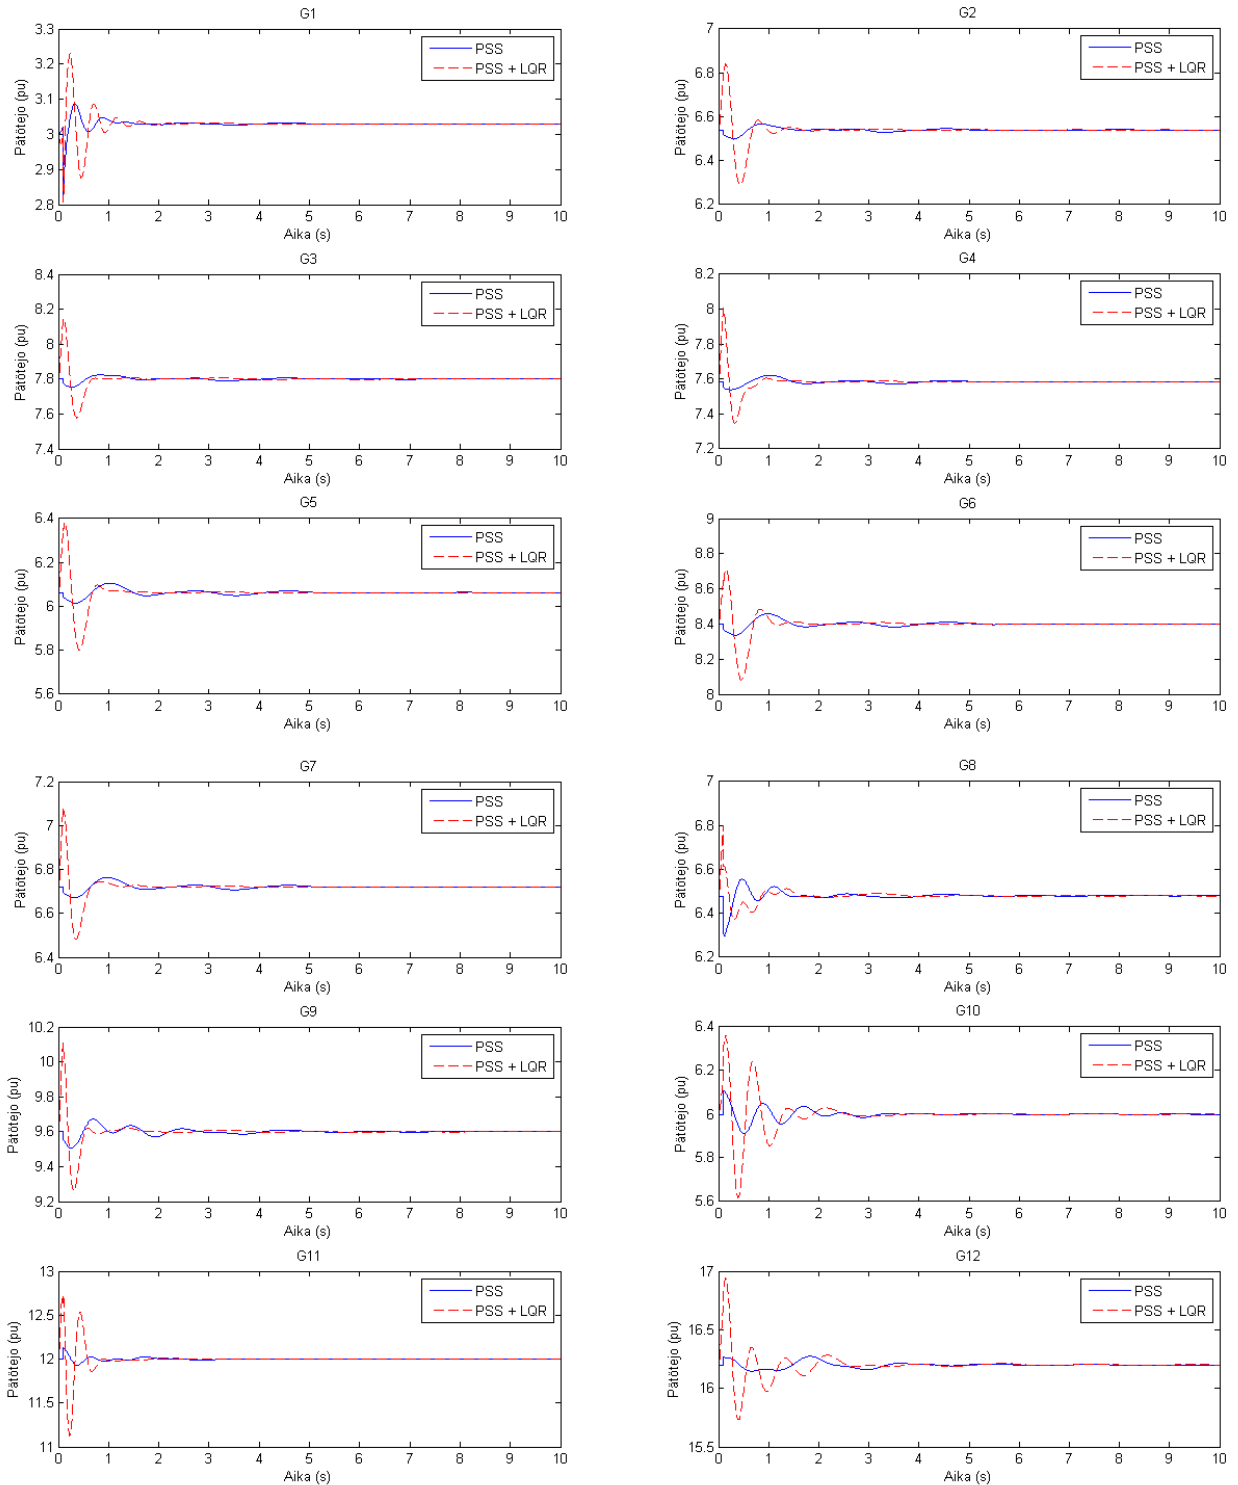 G1
3.3
3.2
3.1
3
2.9
2.8
Pätötejo (pu)
PSS
PSS + LQR
0 1 2 3 4 5 6 7 8 9 10
Aika (s)
G2
7
6.8
6.6
6.4
6.2
Pätötejo (pu)
PSS
PSS + LQR
0 1 2 3 4 5 6 7 8 9 10
Aika (s)
G3
8.4
8.2
8
7.8
7.6
7.4
Pätötejo (pu)
PSS
PSS + LQR
0 1 2 3 4 5 6 7 8 9 10
Aika (s)
G4
8.2
8
7.8
7.6
7.4
7.2
Pätötejo (pu)
PSS
PSS + LQR
0 1 2 3 4 5 6 7 8 9 10
Aika (s)
G5
6.4
6.2
6
5.8
5.6
Pätötejo (pu)
PSS
PSS + LQR
0 1 2 3 4 5 6 7 8 9 10
Aika (s)
G6
9
8.8
8.6
8.4
8.2
8
Pätötejo (pu)
PSS
PSS + LQR
0 1 2 3 4 5 6 7 8 9 10
Aika (s)
G7
7.2
7
6.8
6.6
6.4
Pätötejo (pu)
PSS
PSS + LQR
0 1 2 3 4 5 6 7 8 9 10
Aika (s)
G8
7
6.8
6.6
6.4
6.2
Pätötejo (pu)
PSS
PSS + LQR
0 1 2 3 4 5 6 7 8 9 10
Aika (s)
G9
10.2
10
9.8
9.6
9.4
9.2
Pätötejo (pu)
PSS
PSS + LQR
0 1 2 3 4 5 6 7 8 9 10
Aika (s)
G10
6.4
6.2
6
5.8
5.6
Pätötejo (pu)
PSS
PSS + LQR
0 1 2 3 4 5 6 7 8 9 10
Aika (s)
G11
13
12.5
12
11.5
11
Pätötejo (pu)
PSS
PSS + LQR
0 1 2 3 4 5 6 7 8 9 10
Aika (s)
G12
17
16.5
16
15.5
Pätötejo (pu)
PSS
PSS + LQR
0 1 2 3 4 5 6 7 8 9 10
Aika (s)